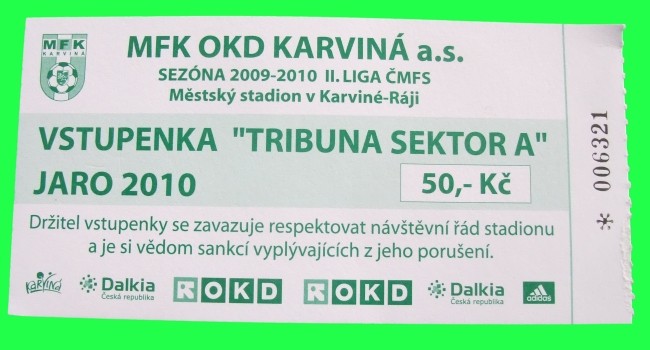 MFK
KARVINÁ
MFK OKD KARVINÁ a.s.
SEZÓNA 2009-2010 II. LIGA ČMFS
Městský stadion v Karviné-Ráji
VSTUPENKA "TRIBUNA SEKTOR A"
JARO 2010 50,- Kč
Držitel vstupenky se zavazuje respektovat návštěvní řád stadionu
a je si vědom sankcí vyplývajících z jeho porušení.
KARVINÁ Dalkia Česká republika OKD OKD Dalkia Česká republika adidas
* 006321